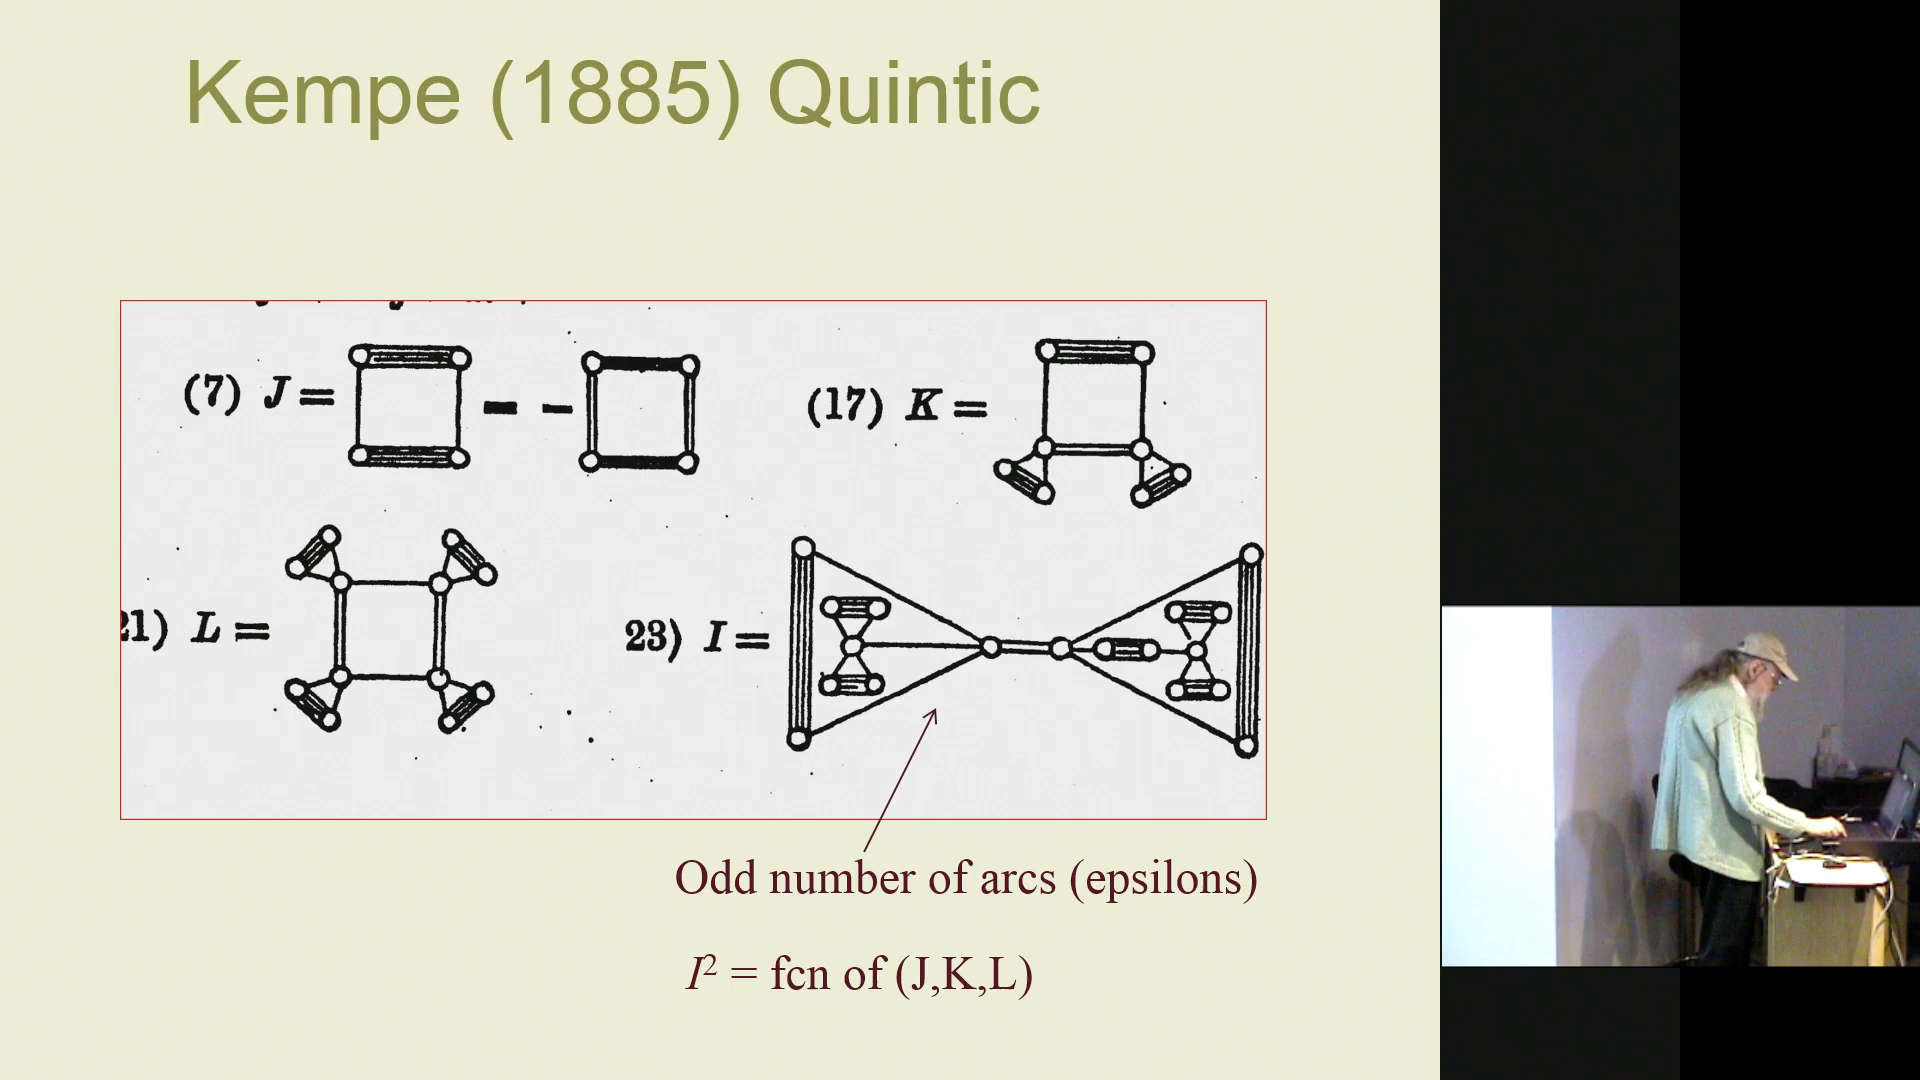 Kempe (1885) Quintic
(7) J = = -
(17) K =
21) L =
23) I =
Odd number of arcs (epsilons)
I² = fcn of (J,K,L)